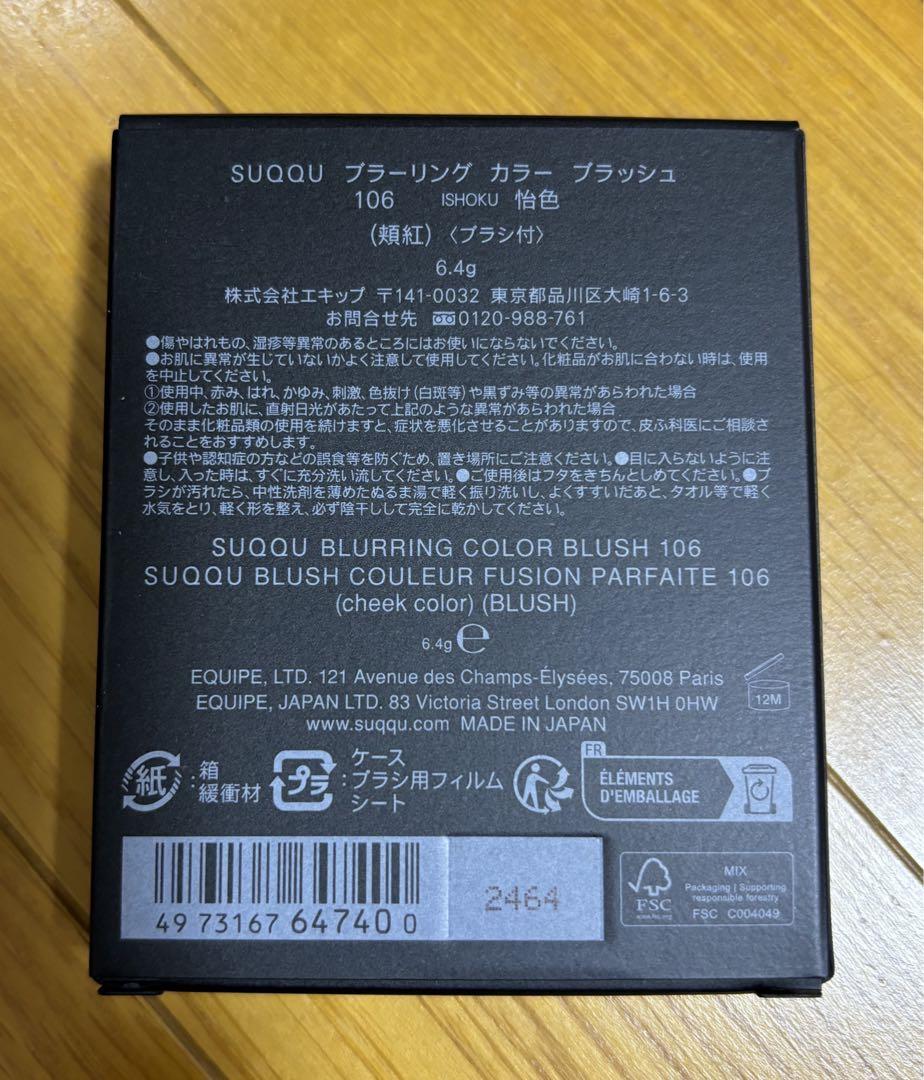 SUQQU ブラーリング カラー ブラッシュ
106 ISHOKU 怡色
(頬紅)〈ブラシ付〉
6.4g
株式会社エキップ 〒141-0032 東京都品川区大崎1-6-3
お問合せ先 0120-988-761
●傷やはれもの、湿疹等異常のあるところにはお使いにならないでください。
●お肌に異常が生じていないかよく注意して使用してください。化粧品がお肌に合わない時は、使用
を中止してください。
①使用中、赤み、はれ、かゆみ、刺激、色抜け(白斑等)や黒ずみ等の異常があらわれた場合
②使用したお肌に、直射日光があたって上記のような異常があらわれた場合
そのまま化粧品類の使用を続けますと、症状を悪化させることがありますので、皮ふ科医にご相談さ
れることをおすすめします。
●子供や認知症の方などの誤食等を防ぐため、置き場所にご注意ください。●目に入らないように注
意し、入った時は、すぐに充分洗い流してください。●ご使用後はフタをきちんとしめてください。●ブ
ラシが汚れたら、中性洗剤を薄めたぬるま湯で軽く振り洗いし、よくすすいだあと、タオル等で軽く
水気をとり、軽く形を整え、必ず陰干しして完全に乾かしてください。
SUQQU BLURRING COLOR BLUSH 106
SUQQU BLUSH COULEUR FUSION PARFAITE 106
(cheek color) (BLUSH)
6.4g ℮
EQUIPE, LTD. 121 Avenue des Champs-Élysées, 75008 Paris
EQUIPE, JAPAN LTD. 83 Victoria Street London SW1H 0HW
www.suqqu.com MADE IN JAPAN
12M
紙 : 箱
緩衝材
プラ : ケース
ブラシ用フィルム
シート
FR
ÉLÉMENTS
D'EMBALLAGE
4 973167 647400
2464
FSC
www.fsc.org
MIX
Packaging | Supporting
responsible forestry
FSC C004049